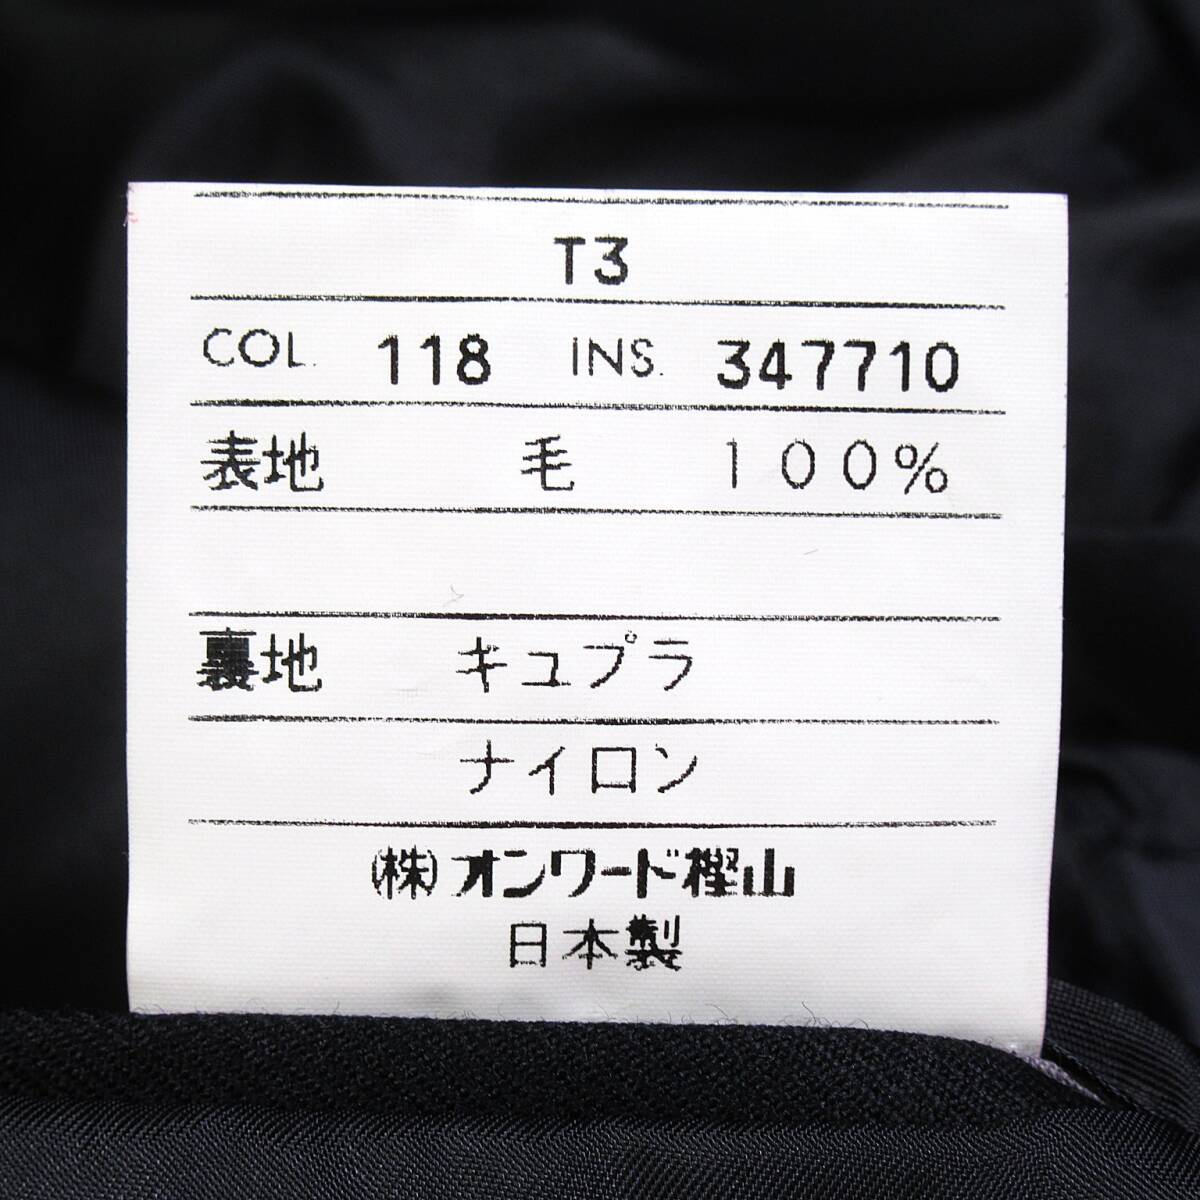 T3
COL. 118 INS. 347710
表地 毛 100%
裏地 キュプラ
ナイロン
(株)オンワード樫山
日本製